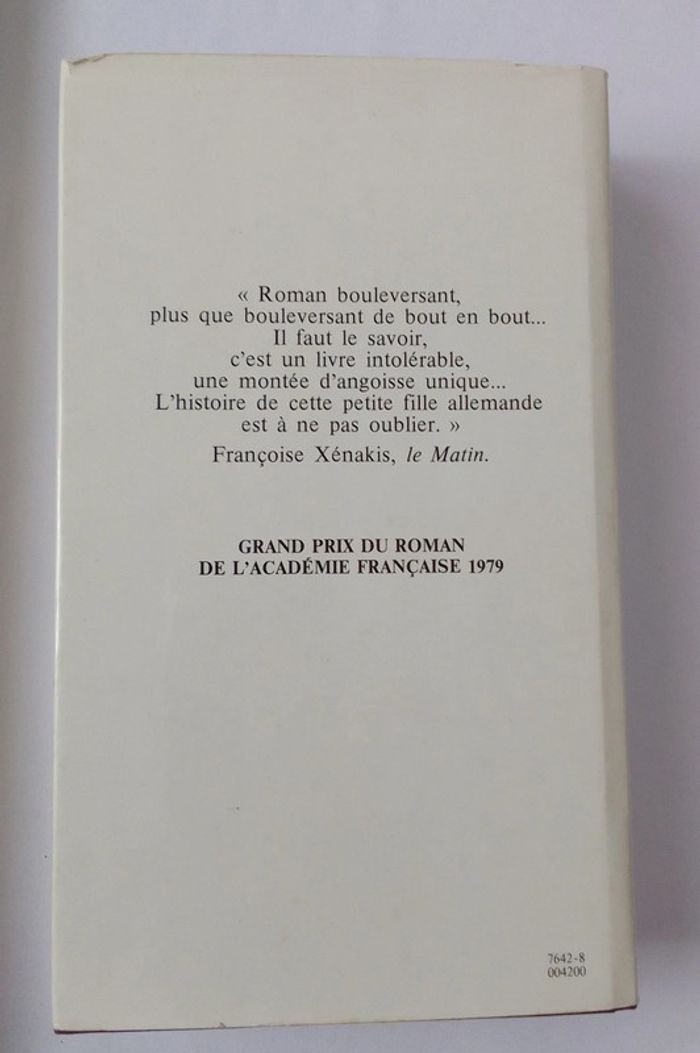 « Roman bouleversant,
plus que bouleversant de bout en bout...
Il faut le savoir,
c'est un livre intolérable,
une montée d'angoisse unique...
L'histoire de cette petite fille allemande
est à ne pas oublier. »
Françoise Xénakis, le Matin.
GRAND PRIX DU ROMAN
DE L'ACADÉMIE FRANÇAISE 1979
7642-8
004200